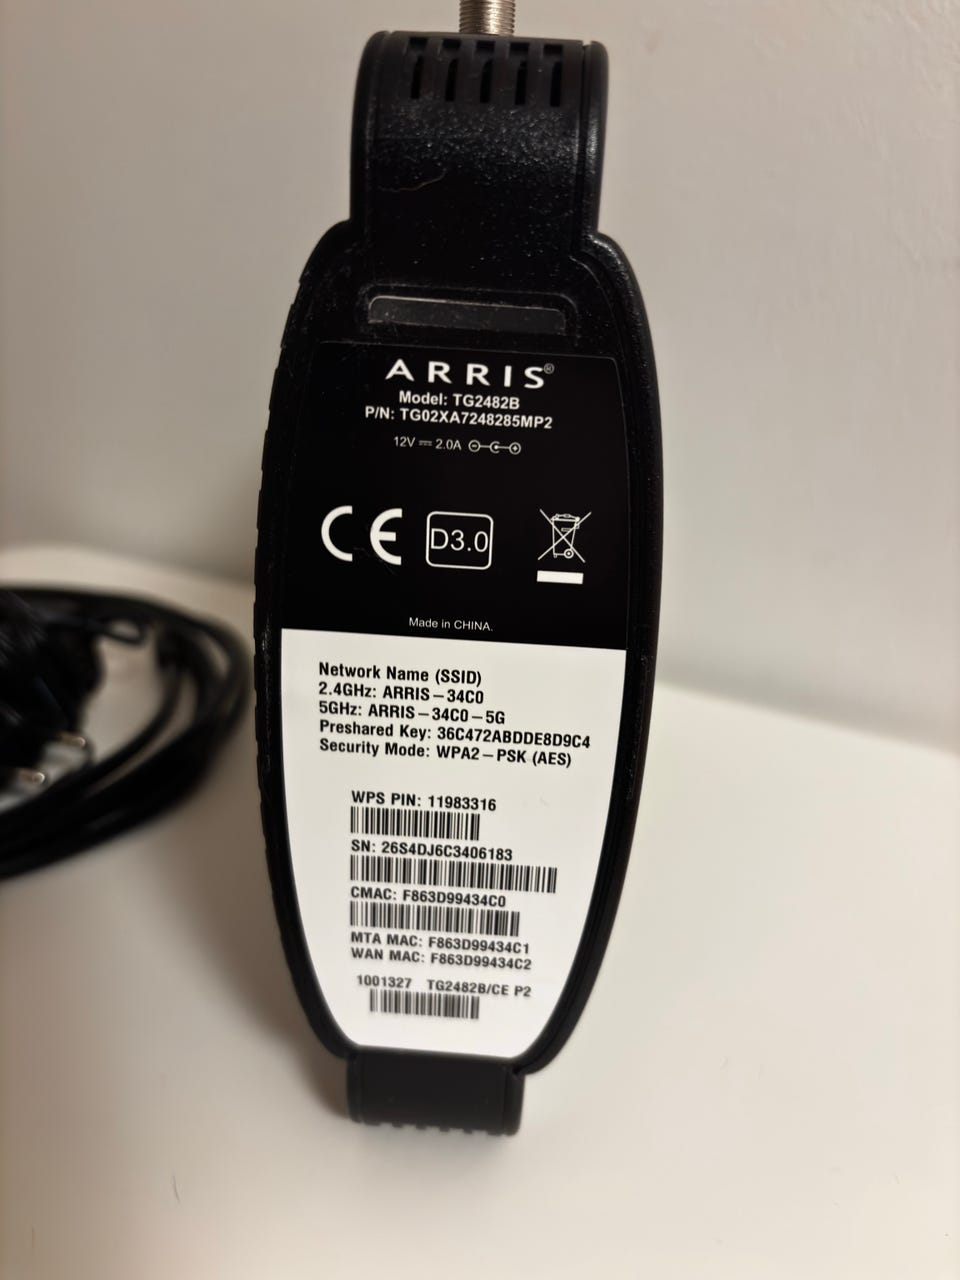 ARRIS®
Model: TG2482B
P/N: TG02XA7248285MP2
12V ⎓ 2.0A
CE D3.0
Made in CHINA.
Network Name (SSID)
2.4GHz: ARRIS-34C0
5GHz: ARRIS-34C0-5G
Preshared Key: 36C472ABDDE8D9C4
Security Mode: WPA2-PSK (AES)
WPS PIN: 11983316
SN: 26S4DJ6C3406183
CMAC: F863D99434C0
MTA MAC: F863D99434C1
WAN MAC: F863D99434C2
1001327 TG2482B/CE P2